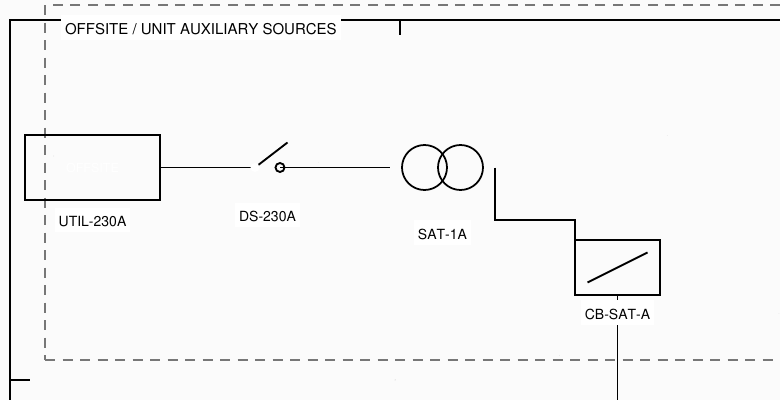 OFFSITE / UNIT AUXILIARY SOURCES
UTIL-230A
DS-230A
SAT-1A
CB-SAT-A